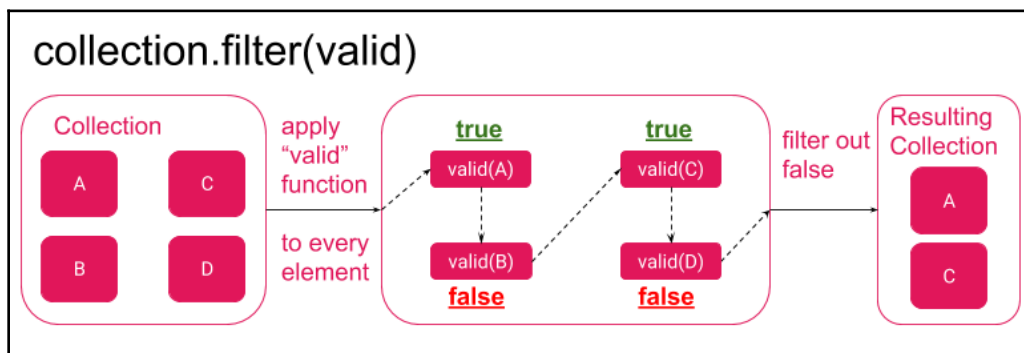 collection.filter(valid)
Collection
A
C
B
D
apply
“valid”
function
to every
element
true
valid(A)
valid(B)
false
true
valid(C)
valid(D)
false
filter out
false
Resulting
Collection
A
C